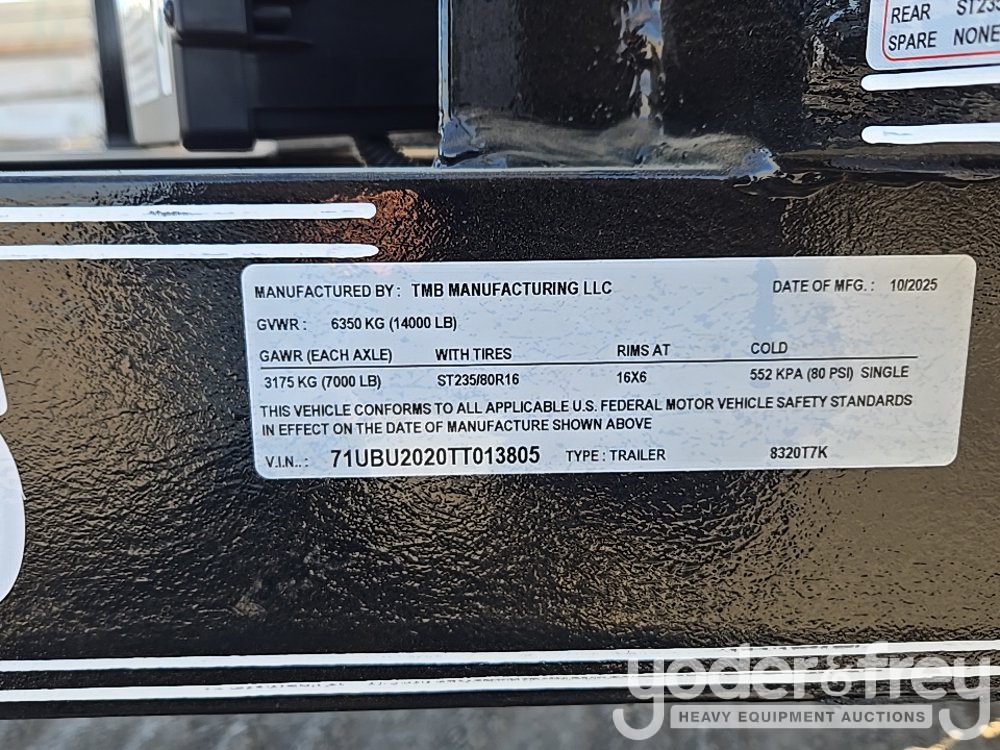 REAR ST235
SPARE NONE
MANUFACTURED BY : TMB MANUFACTURING LLC DATE OF MFG. : 10/2025
GVWR : 6350 KG (14000 LB)
GAWR (EACH AXLE) WITH TIRES RIMS AT COLD
3175 KG (7000 LB) ST235/80R16 16X6 552 KPA (80 PSI) SINGLE
THIS VEHICLE CONFORMS TO ALL APPLICABLE U.S. FEDERAL MOTOR VEHICLE SAFETY STANDARDS
IN EFFECT ON THE DATE OF MANUFACTURE SHOWN ABOVE
V.I.N.. : 71UBU2020TT013805 TYPE : TRAILER 8320T7K
yoder&frey
HEAVY EQUIPMENT AUCTIONS